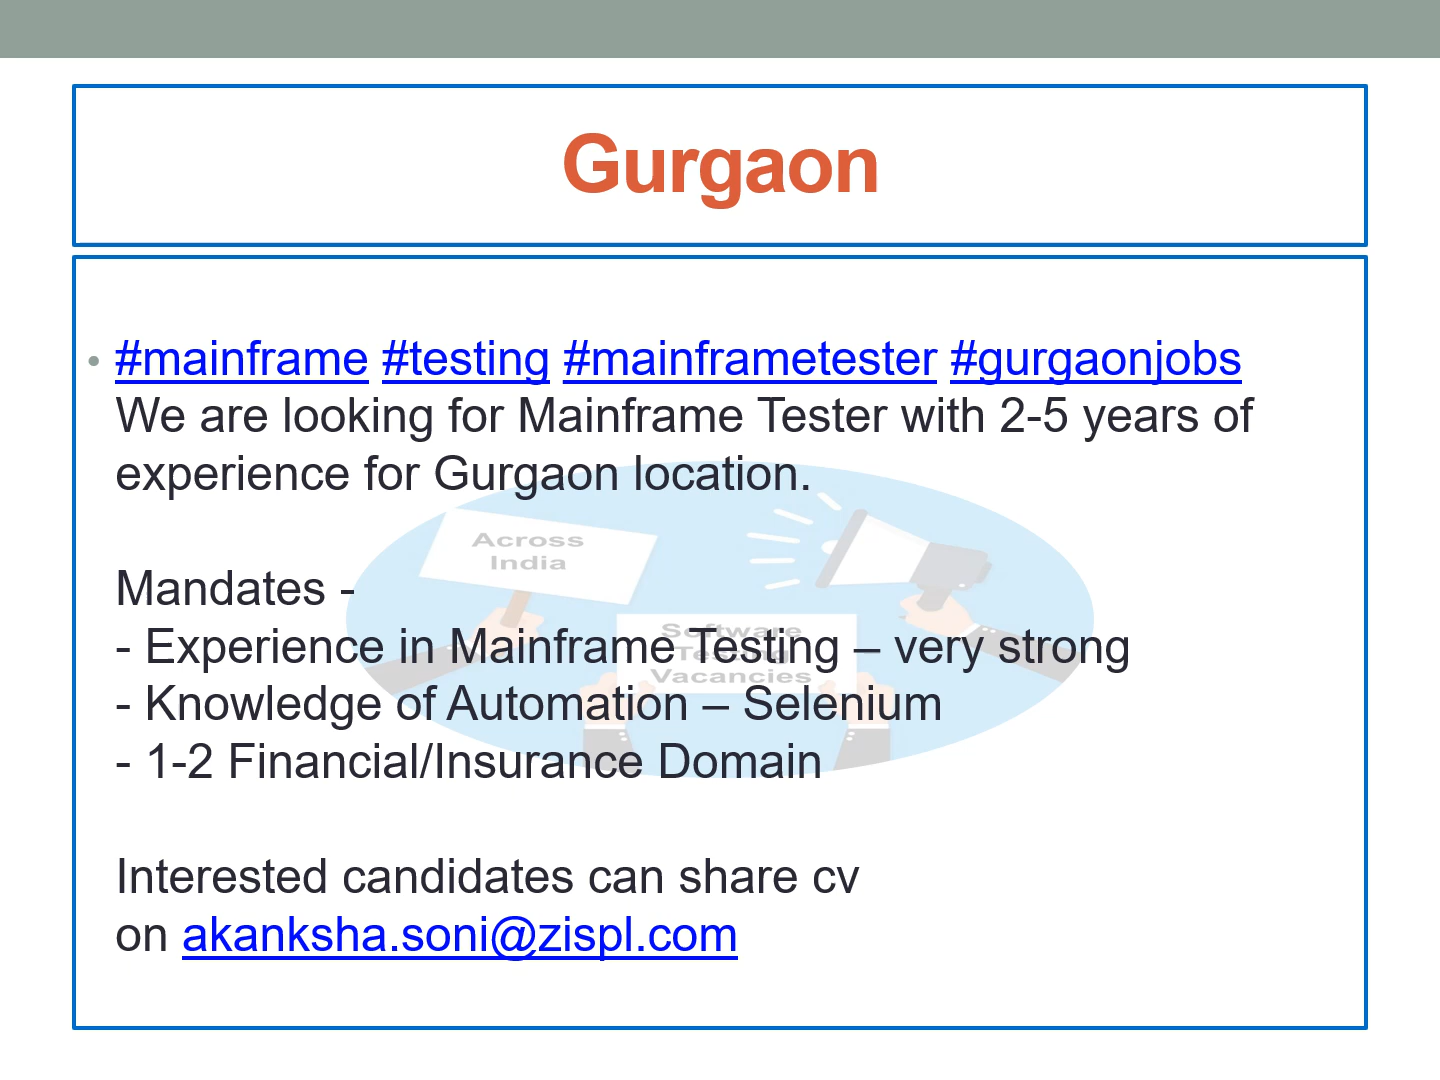 Gurgaon
• #mainframe #testing #mainframetester #gurgaonjobs
We are looking for Mainframe Tester with 2-5 years of
experience for Gurgaon location.
Across
India
Mandates -
- Experience in Mainframe Testing – very strong
- Knowledge of Automation – Selenium
- 1-2 Financial/Insurance Domain
Software
Testing
Vacancies
Interested candidates can share cv
on akanksha.soni@zispl.com